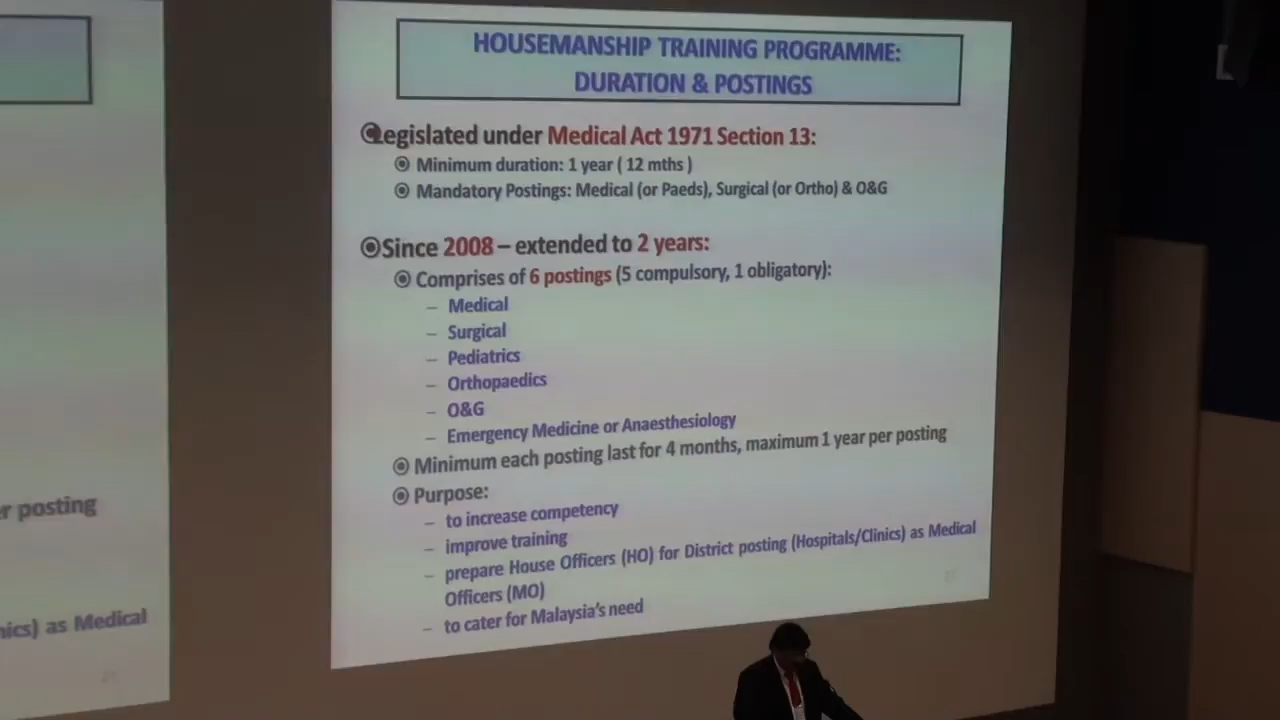 HOUSEMANSHIP TRAINING PROGRAMME:
DURATION & POSTINGS
Legislated under Medical Act 1971 Section 13:
Minimum duration: 1 year ( 12 mths )
Mandatory Postings: Medical (or Paeds), Surgical (or Ortho) & O&G
Since 2008 – extended to 2 years:
Comprises of 6 postings (5 compulsory, 1 obligatory):
– Medical
– Surgical
– Pediatrics
– Orthopaedics
– O&G
– Emergency Medicine or Anaesthesiology
Minimum each posting last for 4 months, maximum 1 year per posting
Purpose:
– to increase competency
– improve training
– prepare House Officers (HO) for District posting (Hospitals/Clinics) as Medical
Officers (MO)
– to cater for Malaysia's need
posting
as Medical